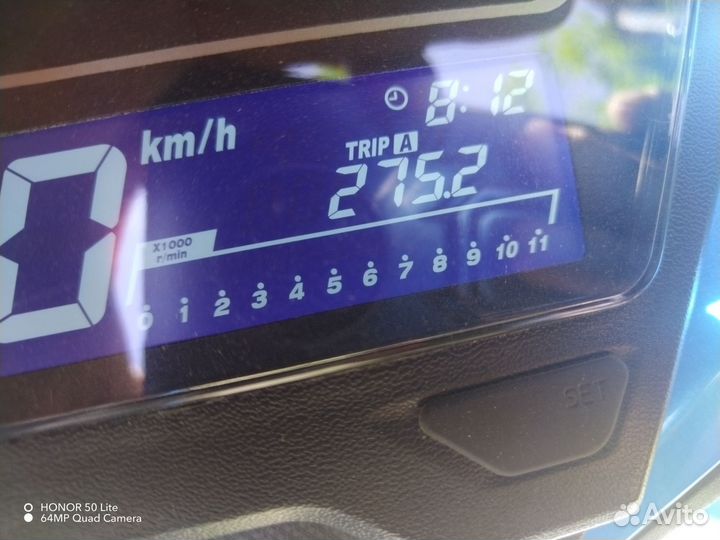 8:12
km/h
TRIP A
275.2
0
X1000
r/min
0 1 2 3 4 5 6 7 8 9 10 11
SET
HONOR 50 Lite
64MP Quad Camera
Avito